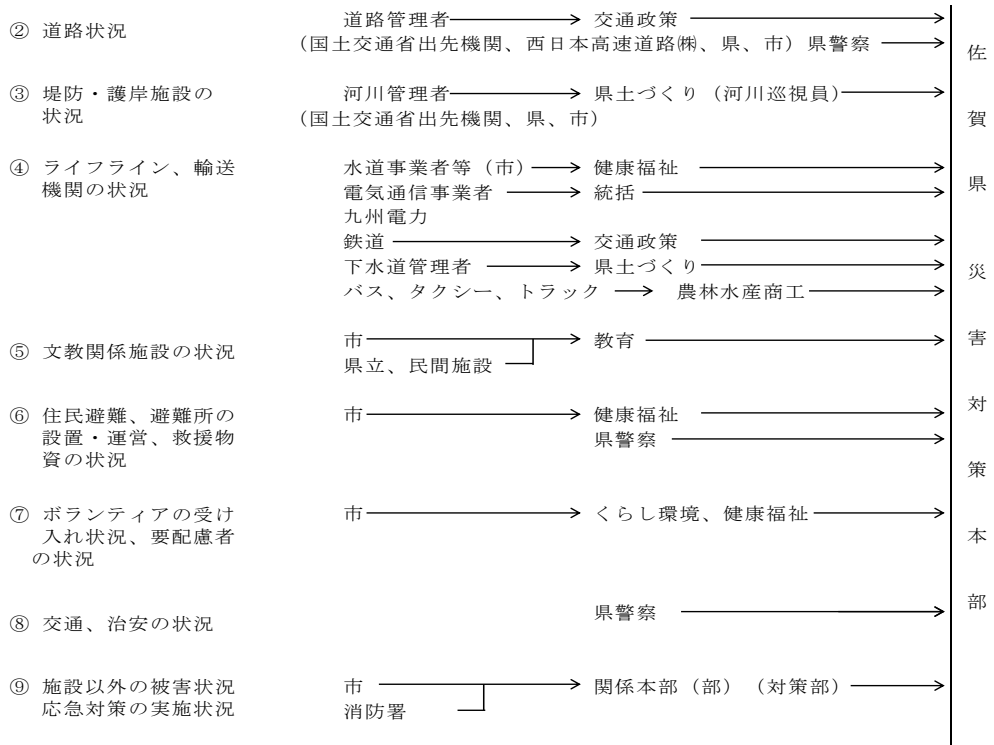 ② 道路状況 道路管理者 交通政策
（国土交通省出先機関、西日本高速道路㈱、県、市）県警察
③ 堤防・護岸施設の 河川管理者 県土づくり（河川巡視員）
状況 （国土交通省出先機関、県、市）
④ ライフライン、輸送 水道事業者等（市） 健康福祉
機関の状況 電気通信事業者 統括
九州電力
鉄道 交通政策
下水道管理者 県土づくり
バス、タクシー、トラック 農林水産商工
⑤ 文教関係施設の状況 市 教育
県立、民間施設
⑥ 住民避難、避難所の 市 健康福祉
設置・運営、救援物 県警察
資の状況
⑦ ボランティアの受け 市 くらし環境、健康福祉
入れ状況、要配慮者
の状況
⑧ 交通、治安の状況 県警察
⑨ 施設以外の被害状況 市 関係本部（部）（対策部）
応急対策の実施状況 消防署
佐賀県災害対策本部